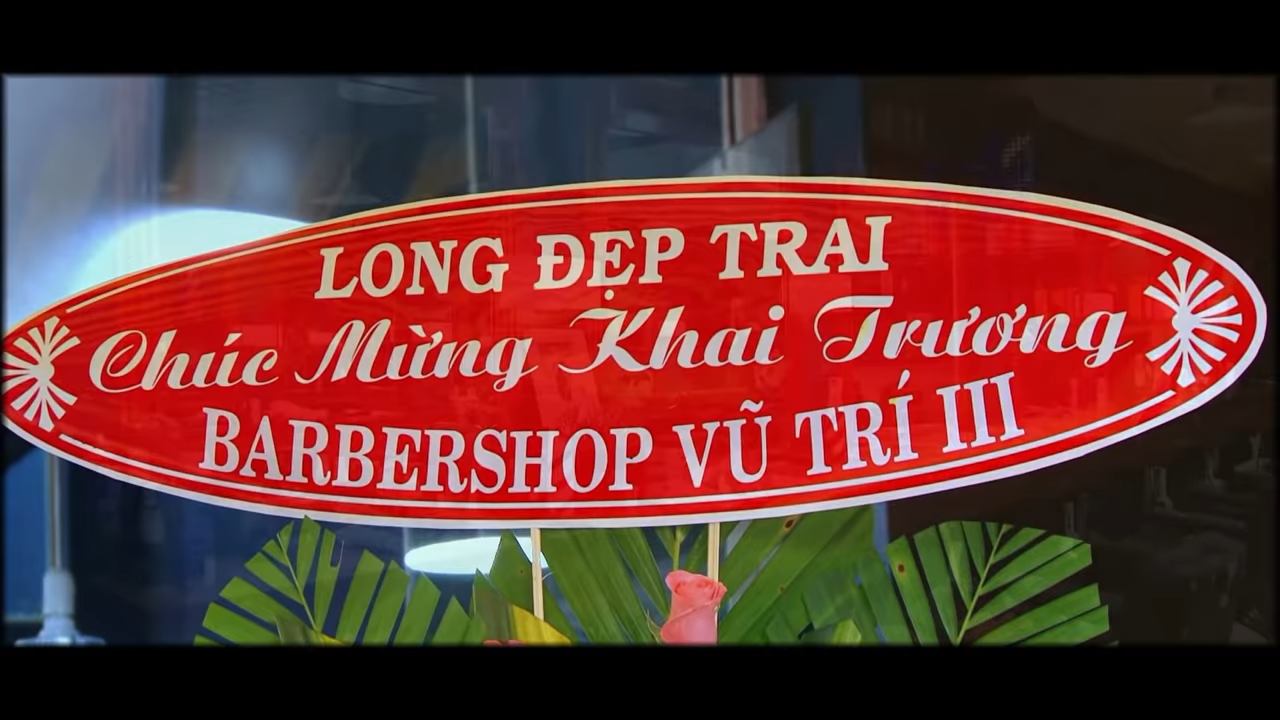 LONG ĐẸP TRAI
Chúc Mừng Khai Trương
BARBERSHOP VŨ TRÍ III